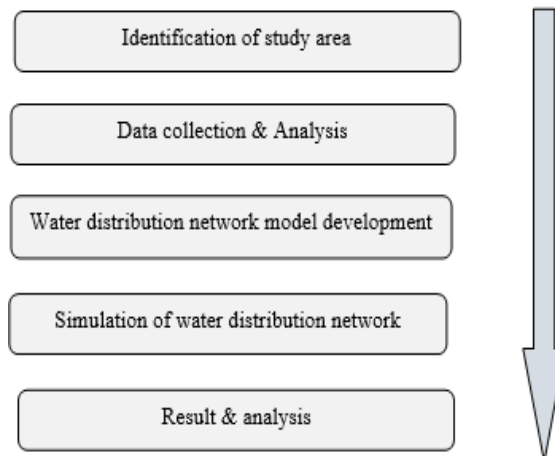 Identification of study area
Data collection & Analysis
Water distribution network model development
Simulation of water distribution network
Result & analysis